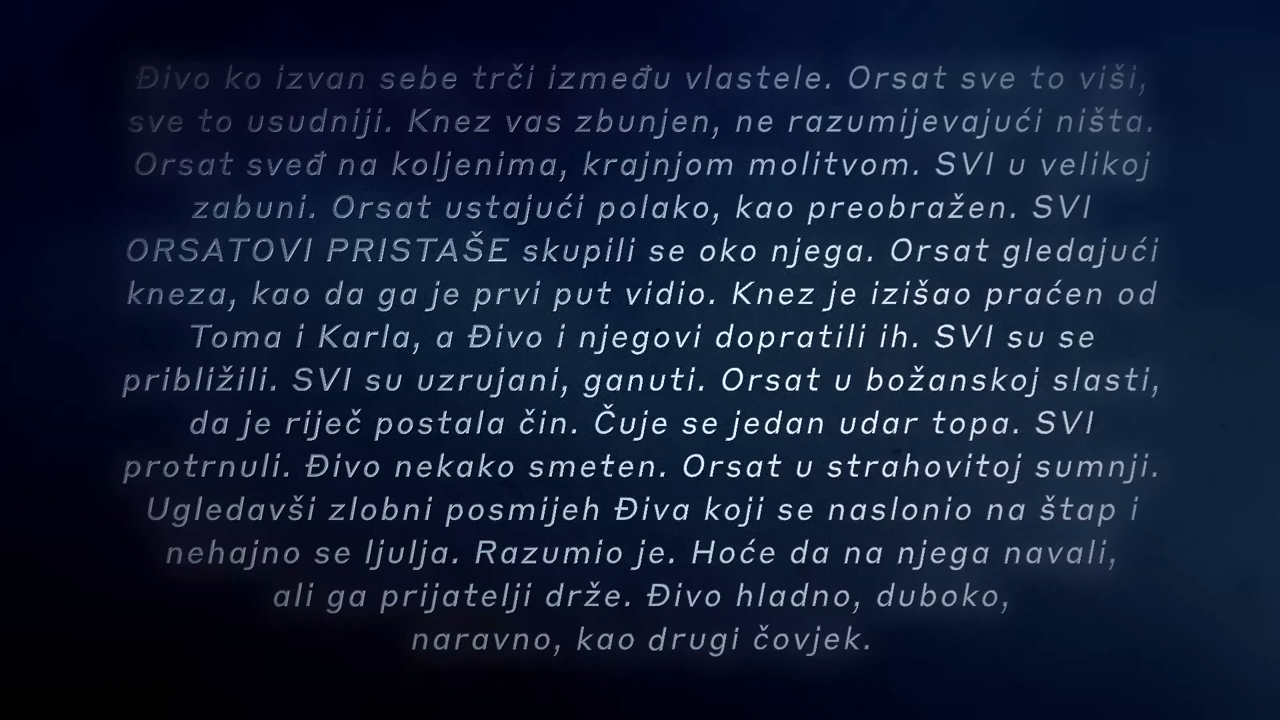 Đivo ko izvan sebe trči između vlastele. Orsat sve to viši,
sve to usudniji. Knez vas zbunjen, ne razumijevajući ništa.
Orsat sveđ na koljenima, krajnjom molitvom. SVI u velikoj
zabuni. Orsat ustajući polako, kao preobražen. SVI
ORSATOVI PRISTAŠE skupili se oko njega. Orsat gledajući
kneza, kao da ga je prvi put vidio. Knez je izišao praćen od
Toma i Karla, a Đivo i njegovi dopratili ih. SVI su se
približili. SVI su uzrujani, ganuti. Orsat u božanskoj slasti,
da je riječ postala čin. Čuje se jedan udar topa. SVI
protrnuli. Đivo nekako smeten. Orsat u strahovitoj sumnji.
Ugledavši zlobni posmijeh Điva koji se naslonio na štap i
nehajno se ljulja. Razumio je. Hoće da na njega navali,
ali ga prijatelji drže. Đivo hladno, duboko,
naravno, kao drugi čovjek.